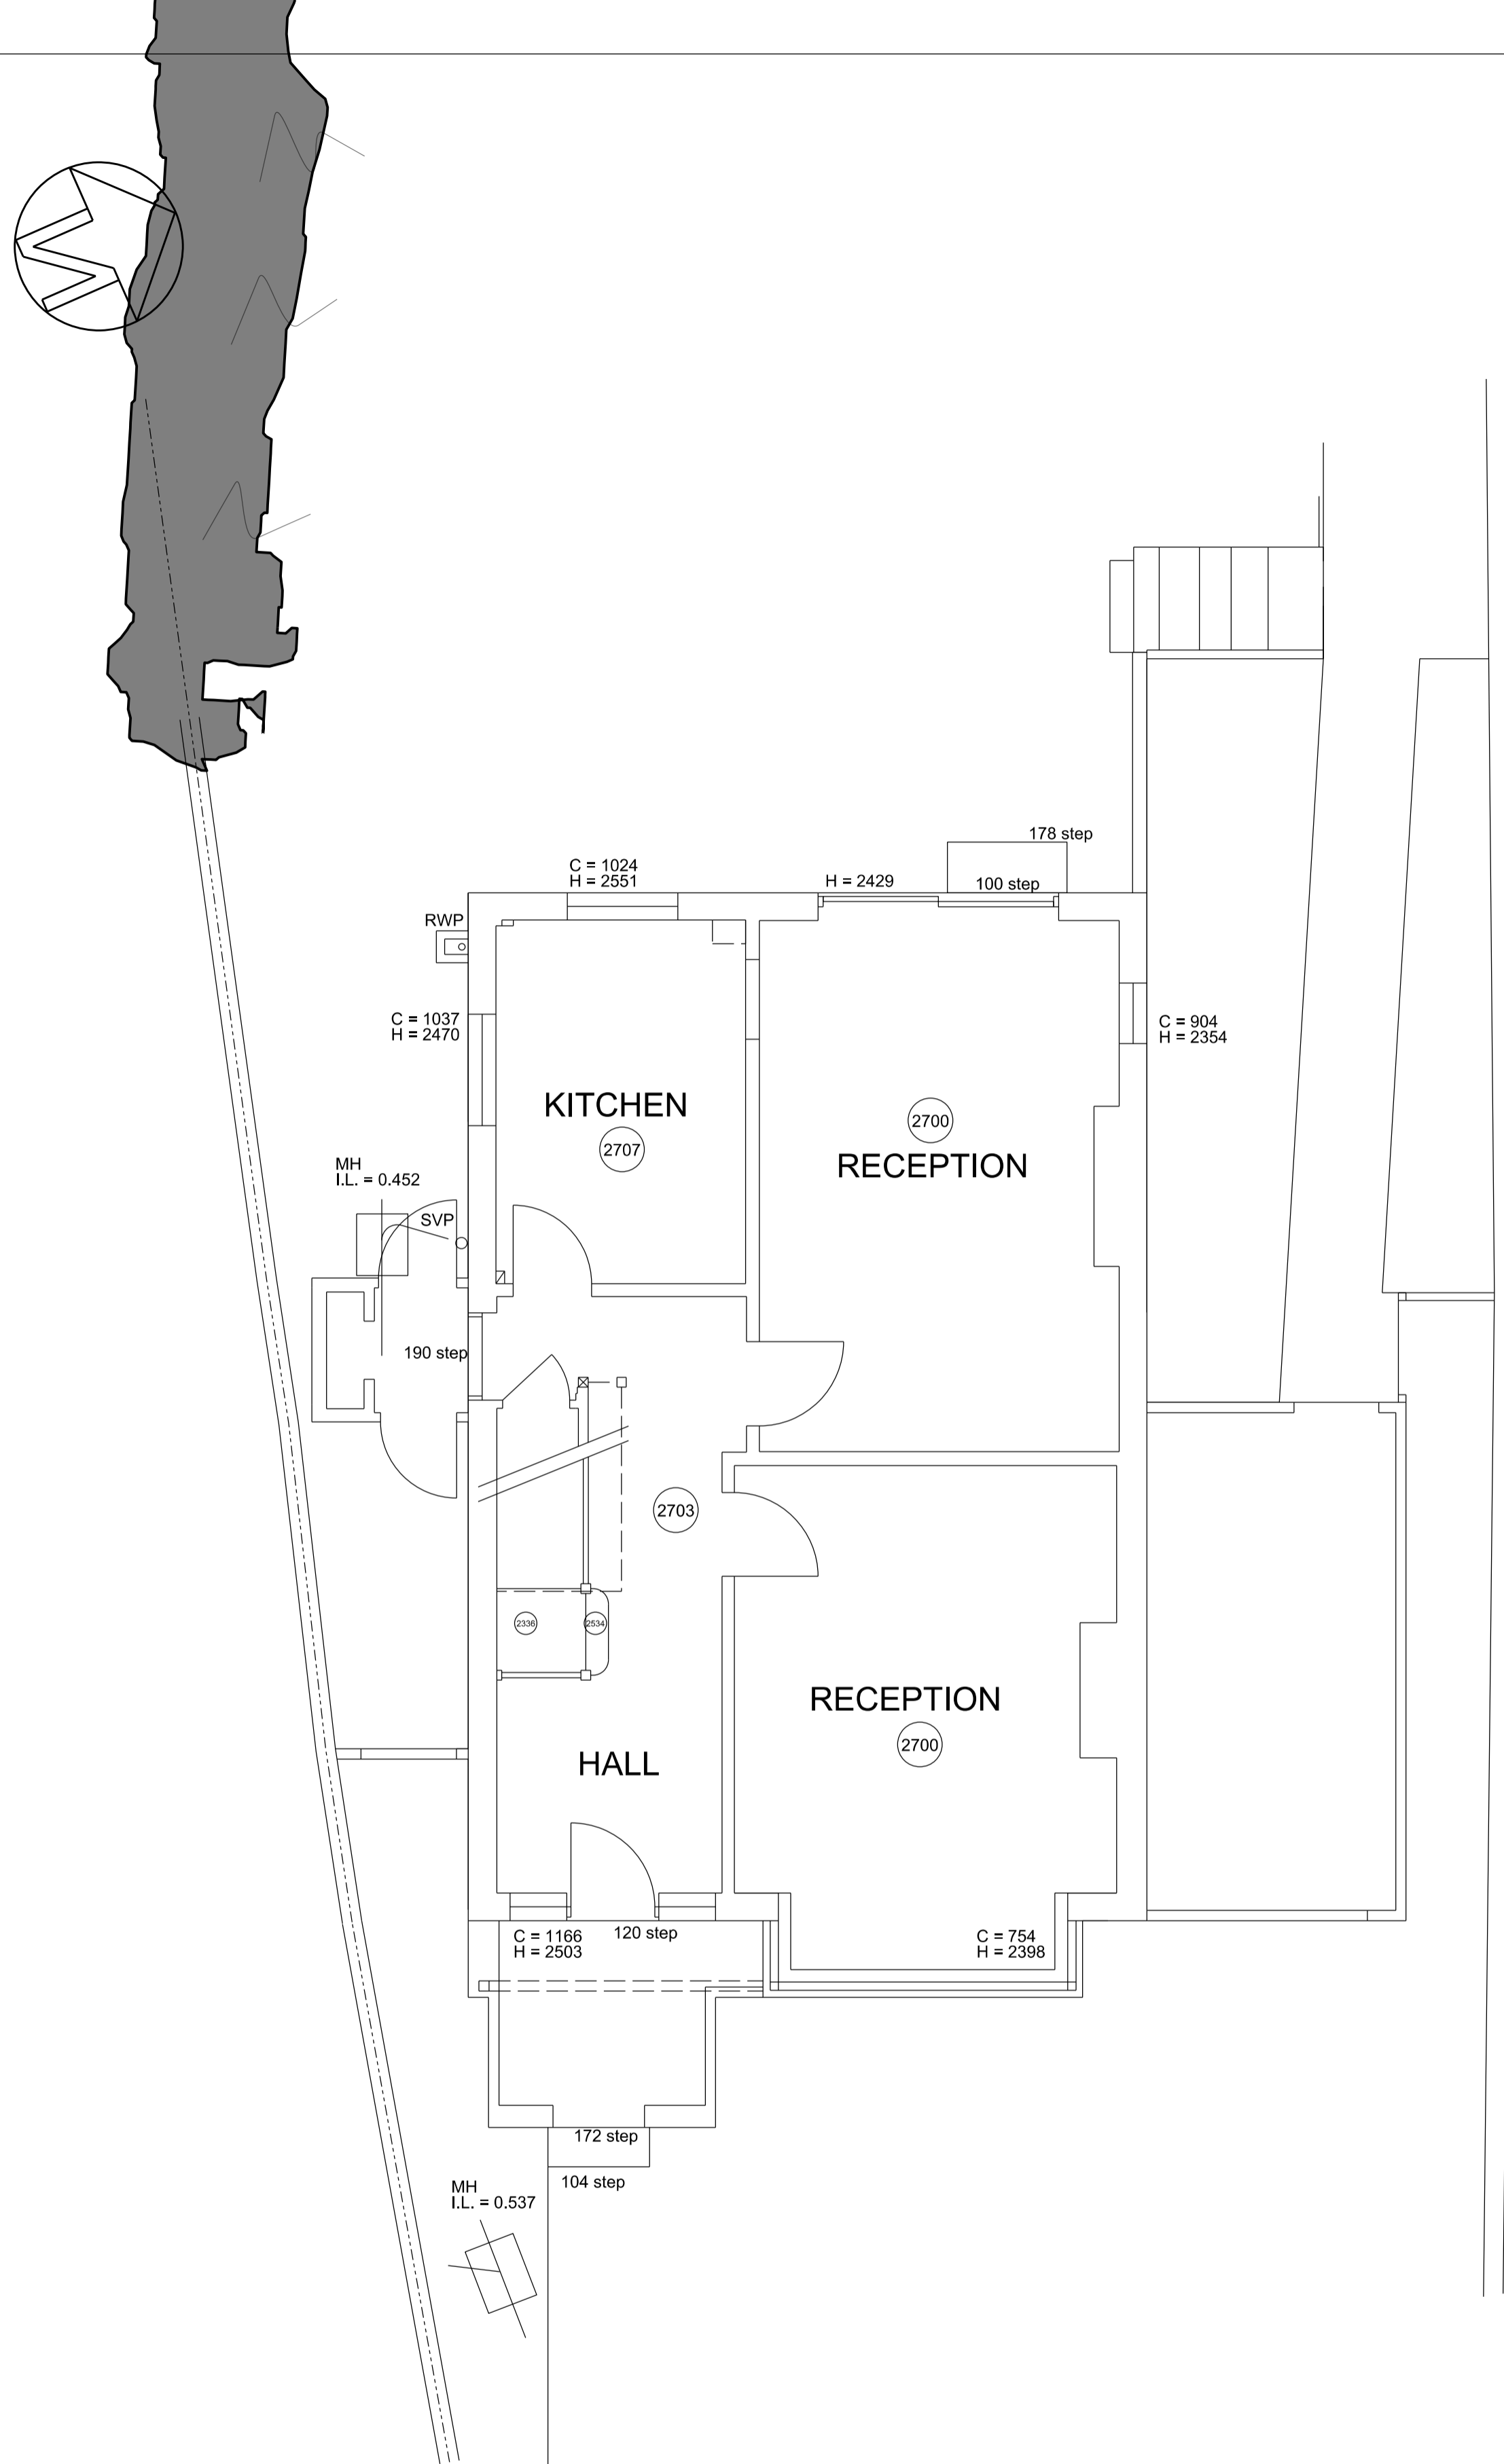 178 step
C = 1024
H = 2551
H = 2429
100 step
RWP
C = 1037
H = 2470
C = 904
H = 2354
KITCHEN
2707
2700
RECEPTION
MH
I.L. = 0.452
SVP
190 step
2703
2336
2534
RECEPTION
2700
HALL
C = 1166
H = 2503
120 step
C = 754
H = 2398
172 step
104 step
MH
I.L. = 0.537